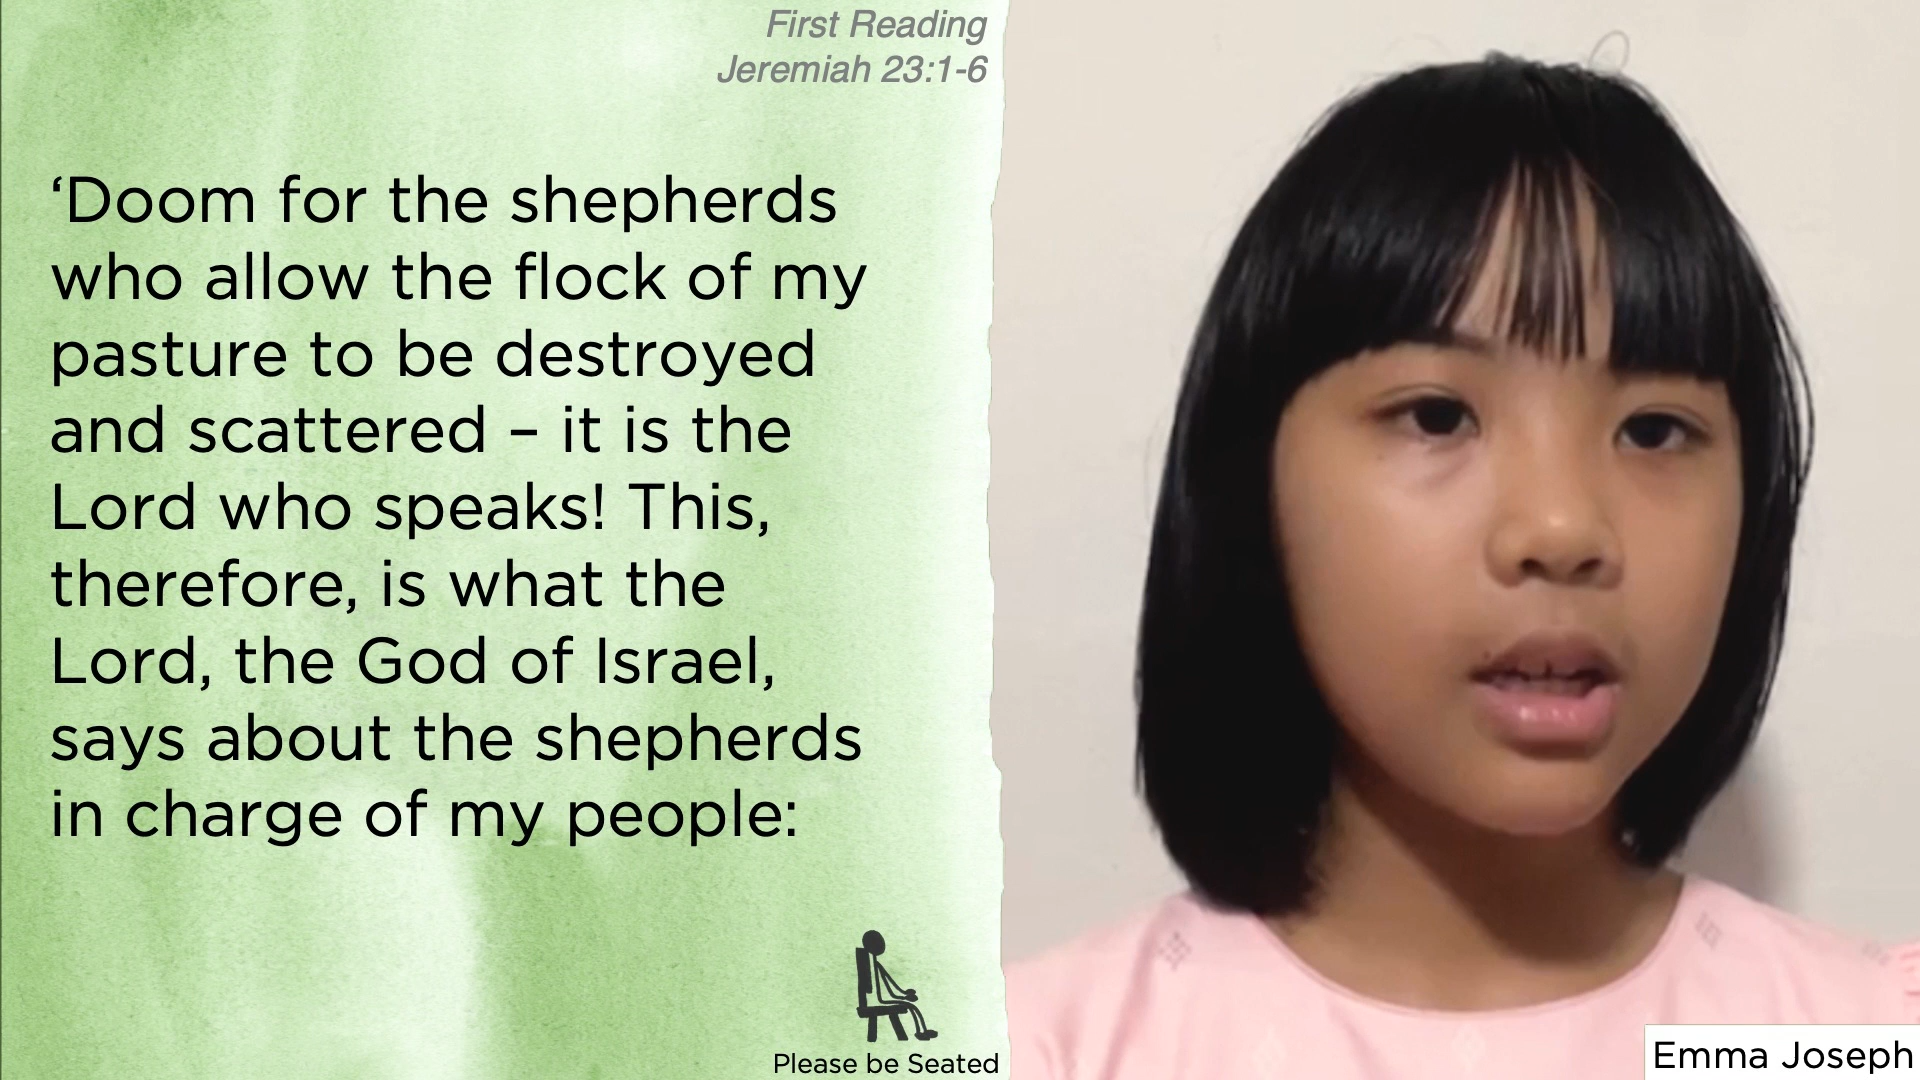 First Reading
Jeremiah 23:1-6
‘Doom for the shepherds
who allow the flock of my
pasture to be destroyed
and scattered – it is the
Lord who speaks! This,
therefore, is what the
Lord, the God of Israel,
says about the shepherds
in charge of my people:
Please be Seated
Emma Joseph